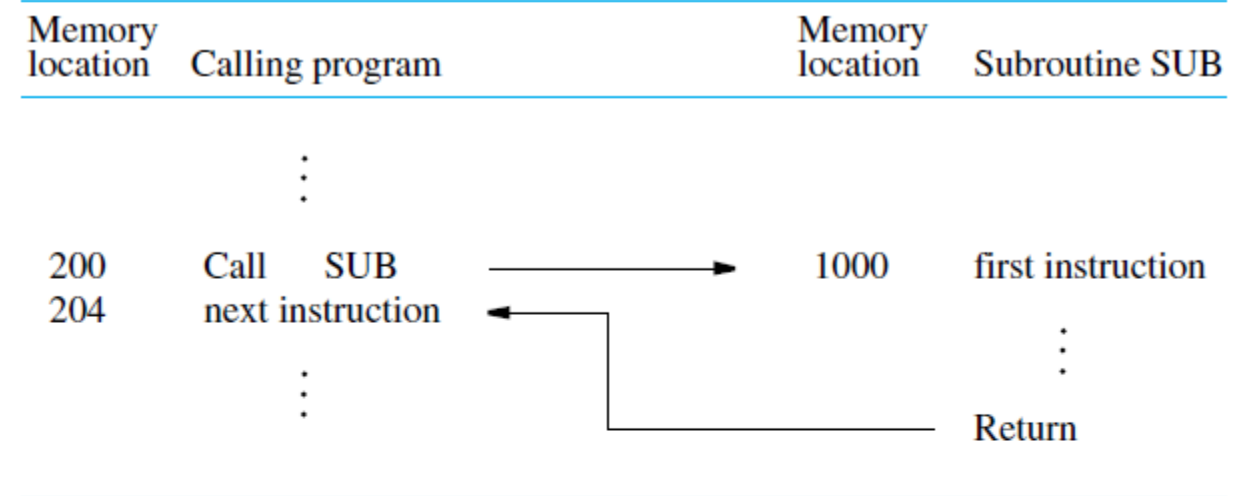 Memory location Calling program Memory location Subroutine SUB
200 Call SUB 1000 first instruction
204 next instruction
Return